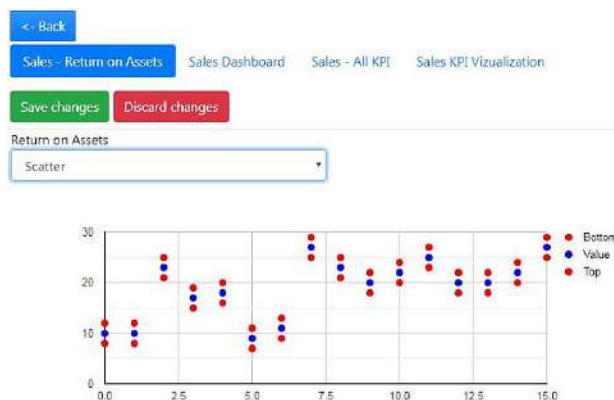 <- Back
Sales - Return on Assets Sales Dashboard Sales - All KPI Sales KPI Vizualization
Save changes Discard changes
Return on Assets
Scatter
30
Bottom
Value
20
Top
10
0
0.0 2.5 5.0 7.5 10.0 12.5 15.0